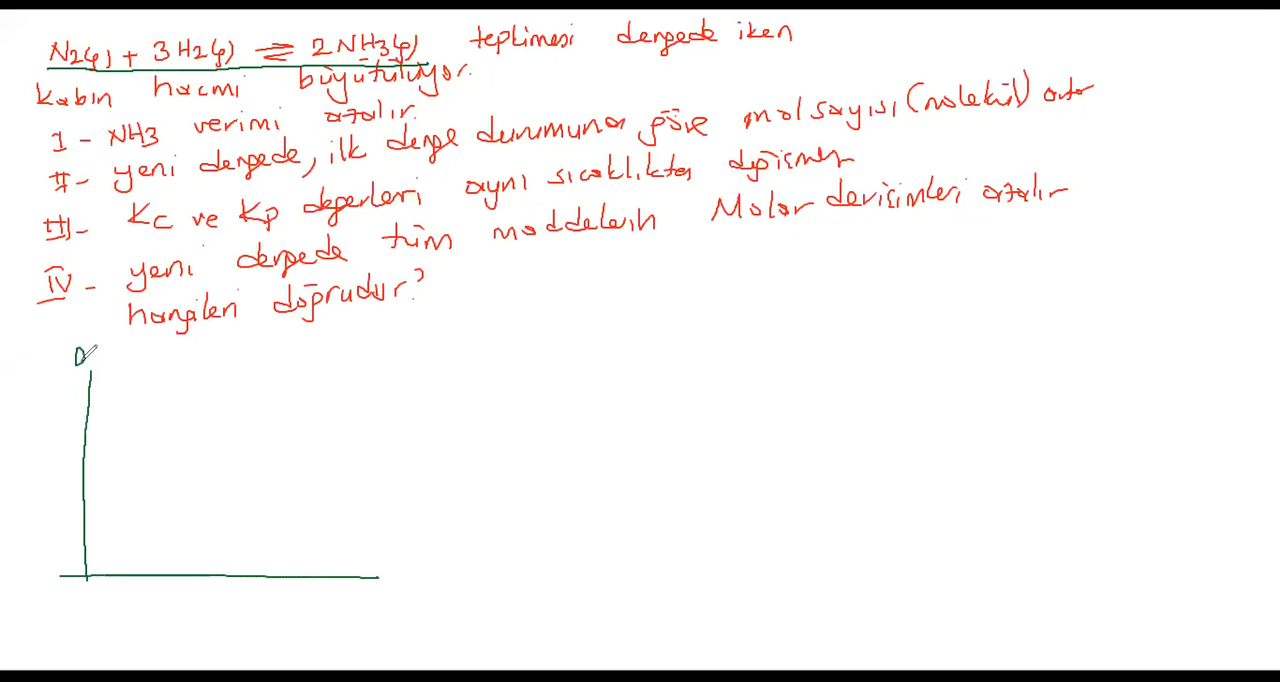 N2(g) + 3H2(g) ⇌ 2NH3(g) tepkimesi dengede iken
kabın hacmi büyütülüyor.
I- NH3 verimi azalır.
II- yeni dengede, ilk denge durumuna göre mol sayısı (molekül) artar
III- Kc ve Kp değerleri aynı sıcaklıkta değişmez
IV- yeni dengede tüm maddelerin Molar derişimleri azalır
hangileri doğrudur?